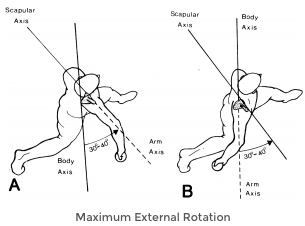 Scapular
Axis
30°-40°
Body
Axis
Arm
Axis
A
Scapular
Axis
Body
Axis
30°-40°
Arm
Axis
B
Maximum External Rotation